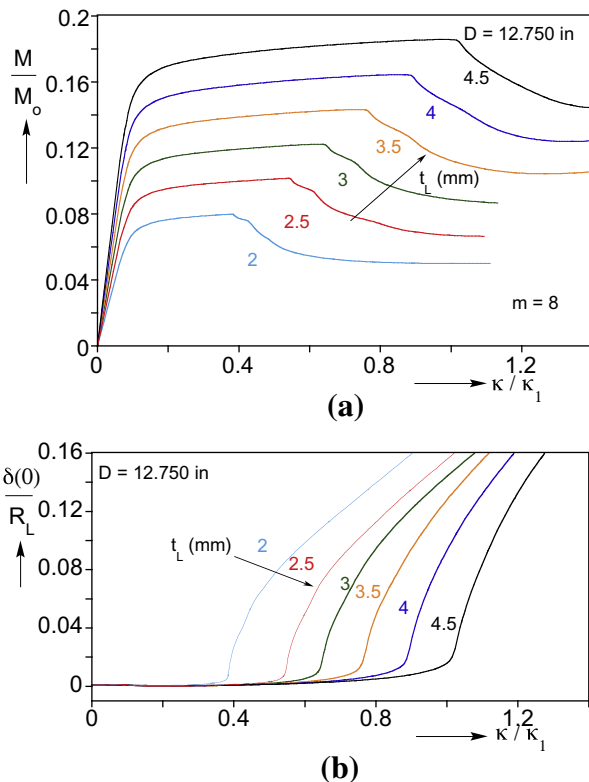 0.2
D = 12.750 in
M
M₀
0.16
4.5
4
0.12
3.5
3
t_L (mm)
0.08
2.5
2
0.04
m = 8
0
0 0.4 0.8 1.2
κ / κ₁
(a)
0.16
D = 12.750 in
δ(0)
R_L
0.12
t_L (mm)
2
2.5
0.08
3
3.5
4
4.5
0.04
0
0 0.4 0.8 1.2
κ / κ₁
(b)